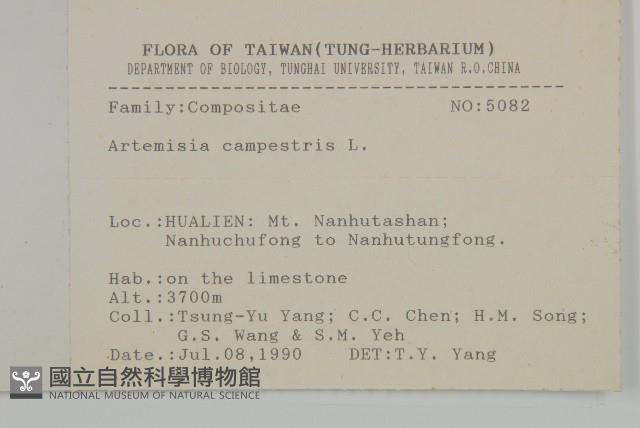 FLORA OF TAIWAN(TUNG-HERBARIUM)
DEPARTMENT OF BIOLOGY, TUNGHAI UNIVERSITY, TAIWAN R.O.CHINA
Family:Compositae NO:5082
Artemisia campestris L.
Loc.:HUALIEN: Mt. Nanhutashan;
Nanhuchufong to Nanhutungfong.
Hab.:on the limestone
Alt.:3700m
Coll.:Tsung-Yu Yang; C.C. Chen; H.M. Song;
G.S. Wang & S.M. Yeh
Date.:Jul.08,1990 DET:T.Y. Yang
國立自然科學博物館
NATIONAL MUSEUM OF NATURAL SCIENCE